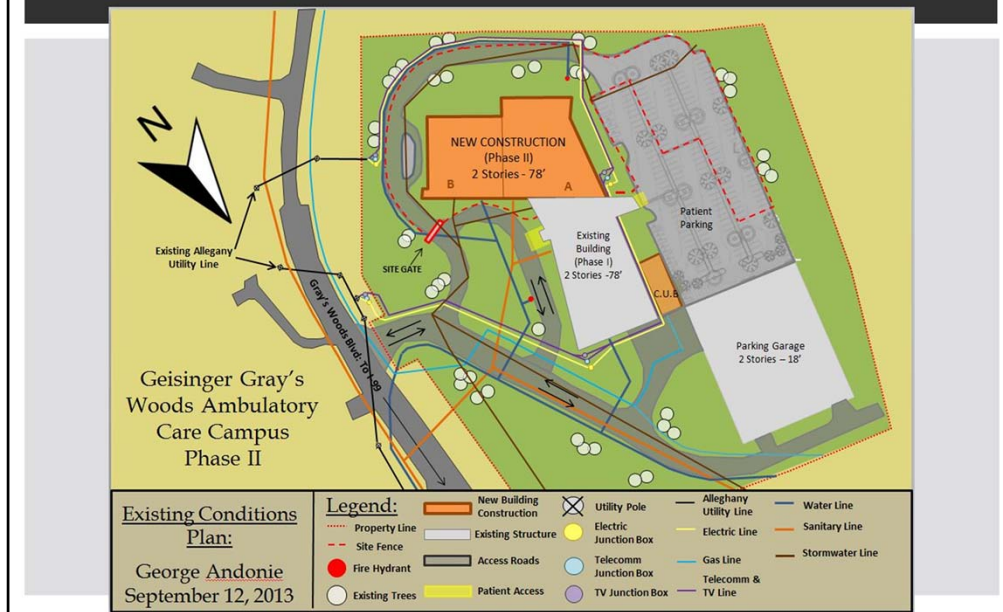 N
NEW CONSTRUCTION
(Phase II)
2 Stories - 78'
B
A
Existing
Building
(Phase I)
2 Stories -78'
Patient
Parking
C.U.B
Parking Garage
2 Stories – 18'
SITE GATE
Existing Allegany
Utility Line
Gray's Woods Blvd: To I-99
Geisinger Gray's
Woods Ambulatory
Care Campus
Phase II
Existing Conditions
Plan:
George Andonie
September 12, 2013
Legend:
Property Line
Site Fence
Fire Hydrant
Existing Trees
New Building
Construction
Existing Structure
Access Roads
Patient Access
Utility Pole
Electric
Junction Box
Telecomm
Junction Box
TV Junction Box
Alleghany
Utility Line
Electric Line
Gas Line
Telecomm &
TV Line
Water Line
Sanitary Line
Stormwater Line